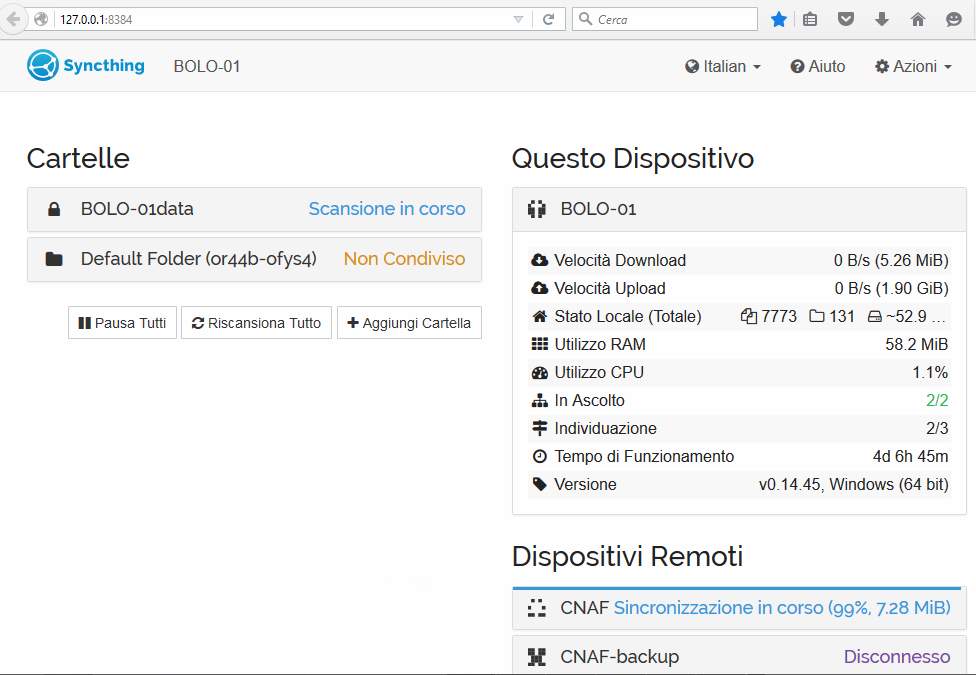 127.0.0.1:8384
Cerca
Syncthing BOLO-01 Italian Aiuto Azioni
Cartelle
BOLO-01data Scansione in corso
Default Folder (or44b-0fys4) Non Condiviso
Pausa Tutti Riscansiona Tutto Aggiungi Cartella
Questo Dispositivo
BOLO-01
Velocità Download 0 B/s (5.26 MiB)
Velocità Upload 0 B/s (1.90 GiB)
Stato Locale (Totale) 7773 131 ~52.9 ...
Utilizzo RAM 58.2 MiB
Utilizzo CPU 1.1%
In Ascolto 2/2
Individuazione 2/3
Tempo di Funzionamento 4d 6h 45m
Versione v0.14.45, Windows (64 bit)
Dispositivi Remoti
CNAF Sincronizzazione in corso (99%, 7.28 MiB)
CNAF-backup Disconnesso